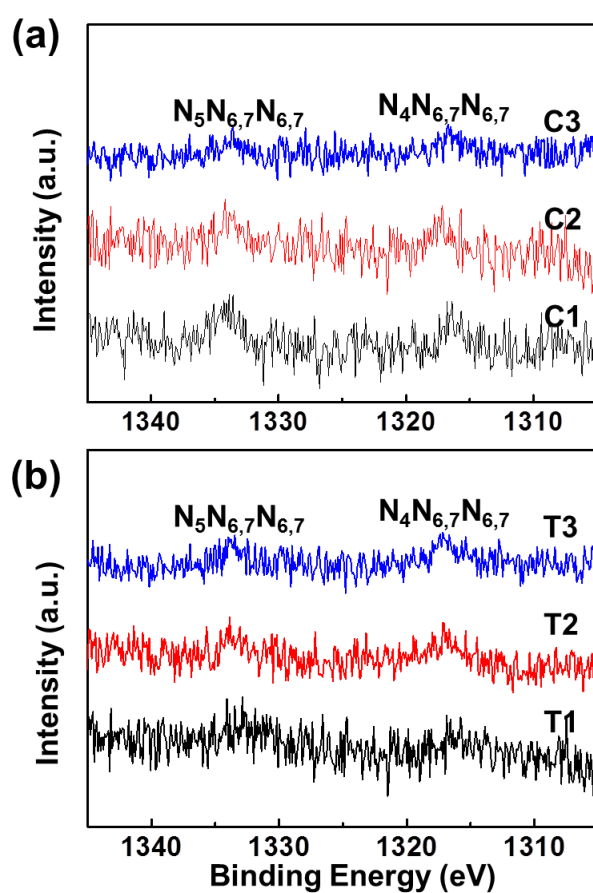 (a)
N5N6,7N6,7
N4N6,7N6,7
C3
C2
C1
Intensity (a.u.)
1340 1330 1320 1310
(b)
N5N6,7N6,7
N4N6,7N6,7
T3
T2
T1
Intensity (a.u.)
1340 1330 1320 1310
Binding Energy (eV)